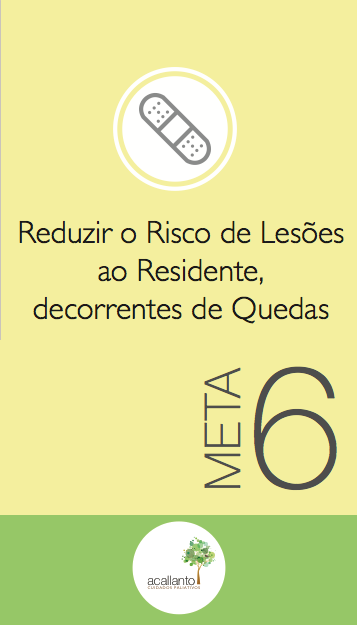 Reduzir o Risco de Lesões
ao Residente,
decorrentes de Quedas
META 6
acallanto
CUIDADOS PALIATIVOS